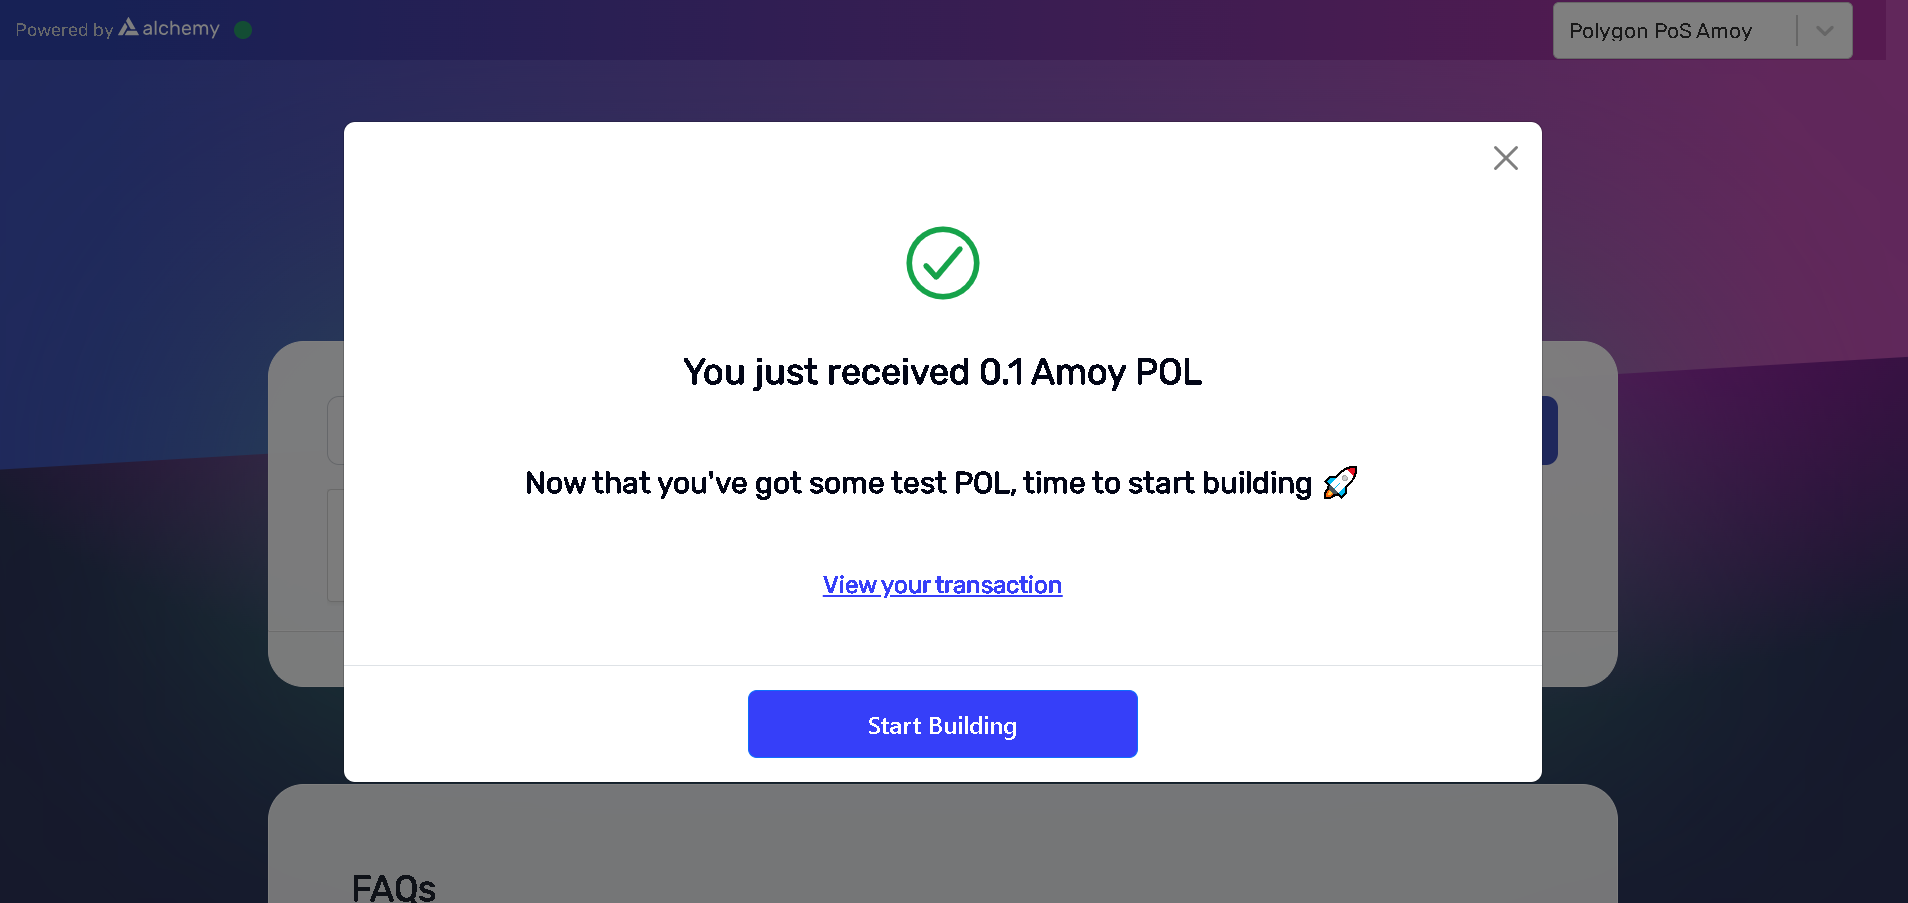 Powered by alchemy
Polygon PoS Amoy
You just received 0.1 Amoy POL
Now that you've got some test POL, time to start building 🚀
View your transaction
Start Building
FAQs